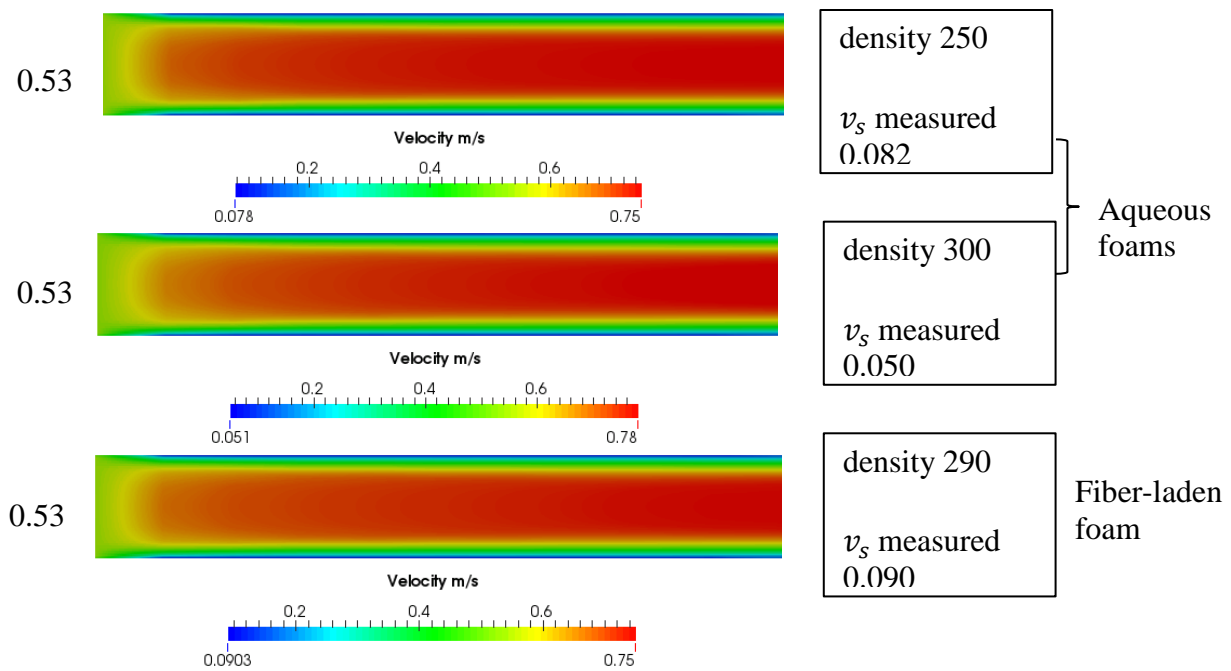 0.53
density 250
v_s measured
0.082
Velocity m/s
0.2 0.4 0.6
0.078 0.75
Aqueous
foams
0.53
density 300
v_s measured
0.050
Velocity m/s
0.2 0.4 0.6
0.051 0.78
0.53
density 290
v_s measured
0.090
Fiber-laden
foam
Velocity m/s
0.2 0.4 0.6
0.0903 0.75